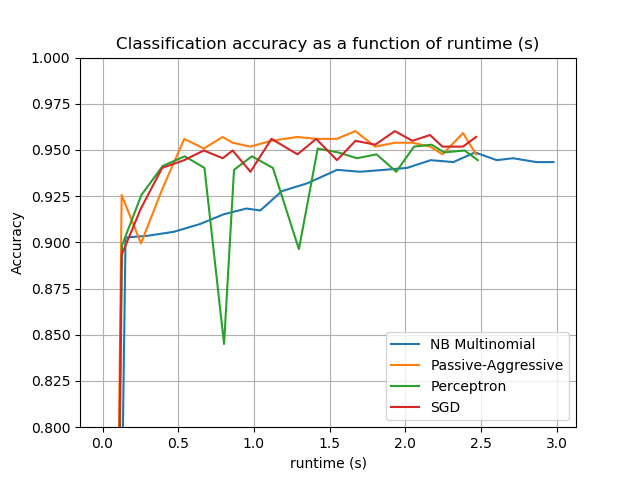 Classification accuracy as a function of runtime (s)
1.000
0.975
0.950
0.925
0.900
0.875
0.850
0.825
0.800
Accuracy
NB Multinomial
Passive-Aggressive
Perceptron
SGD
0.0 0.5 1.0 1.5 2.0 2.5 3.0
runtime (s)